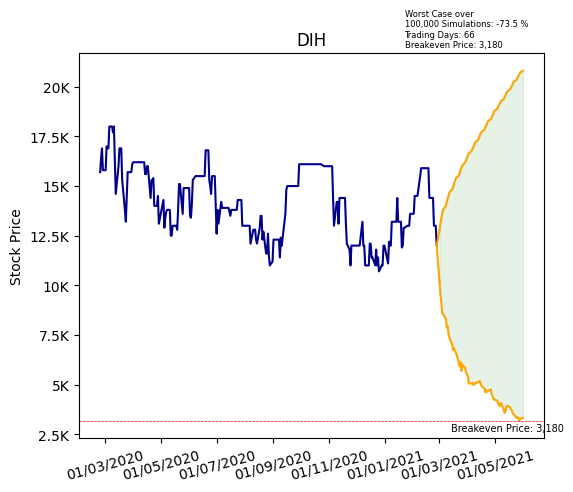 Worst Case over
100,000 Simulations: -73.5 %
Trading Days: 66
Breakeven Price: 3,180
DIH
20K
17.5K
15K
12.5K
10K
7.5K
5K
2.5K
Stock Price
Breakeven Price: 3,180
01/03/2020
01/05/2020
01/07/2020
01/09/2020
01/11/2020
01/01/2021
01/03/2021
01/05/2021